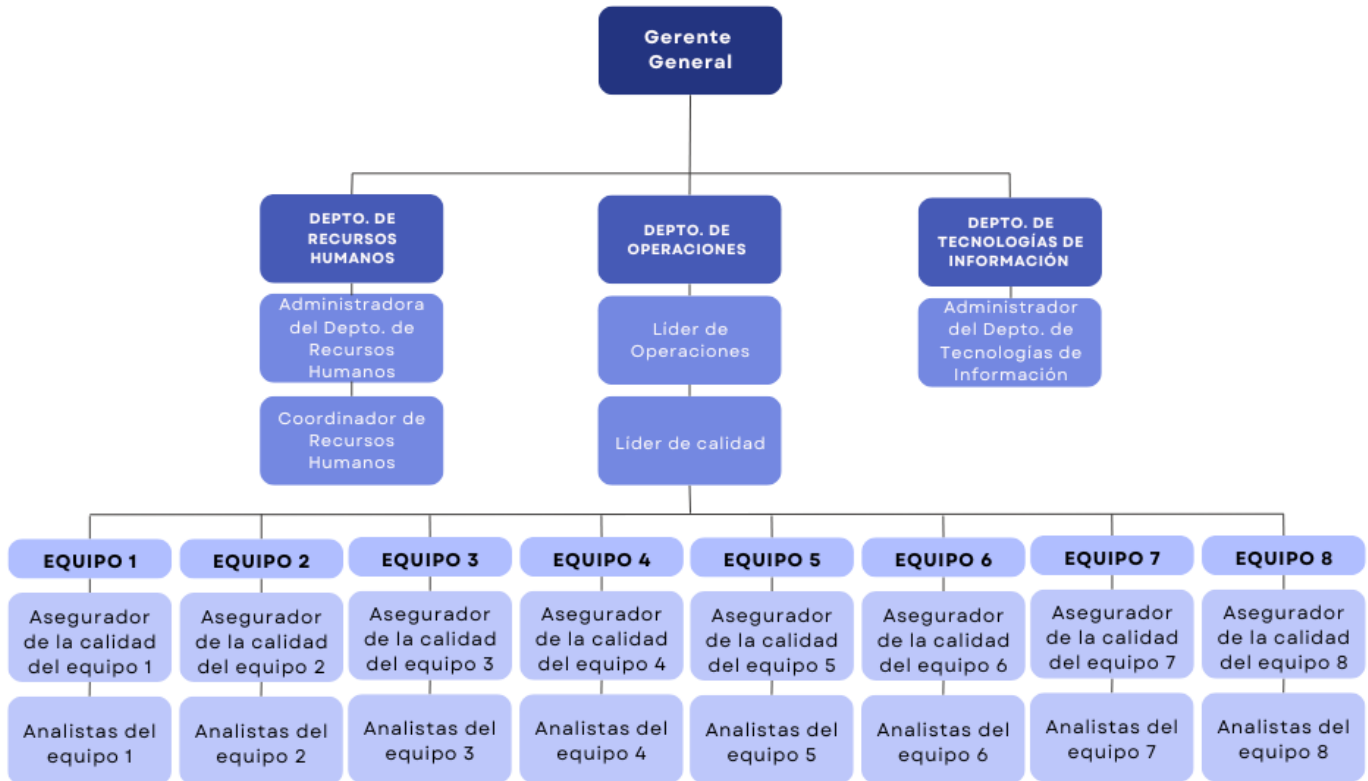 Gerente
General
DEPTO. DE
RECURSOS
HUMANOS
Administradora
del Depto. de
Recursos
Humanos
Coordinador de
Recursos
Humanos
DEPTO. DE
OPERACIONES
Líder de
Operaciones
Líder de calidad
DEPTO. DE
TECNOLOGÍAS DE
INFORMACIÓN
Administrador
del Depto. de
Tecnologías de
Información
EQUIPO 1
Asegurador
de la calidad
del equipo 1
Analistas del
equipo 1
EQUIPO 2
Asegurador
de la calidad
del equipo 2
Analistas del
equipo 2
EQUIPO 3
Asegurador
de la calidad
del equipo 3
Analistas del
equipo 3
EQUIPO 4
Asegurador
de la calidad
del equipo 4
Analistas del
equipo 4
EQUIPO 5
Asegurador
de la calidad
del equipo 5
Analistas del
equipo 5
EQUIPO 6
Asegurador
de la calidad
del equipo 6
Analistas del
equipo 6
EQUIPO 7
Asegurador
de la calidad
del equipo 7
Analistas del
equipo 7
EQUIPO 8
Asegurador
de la calidad
del equipo 8
Analistas del
equipo 8